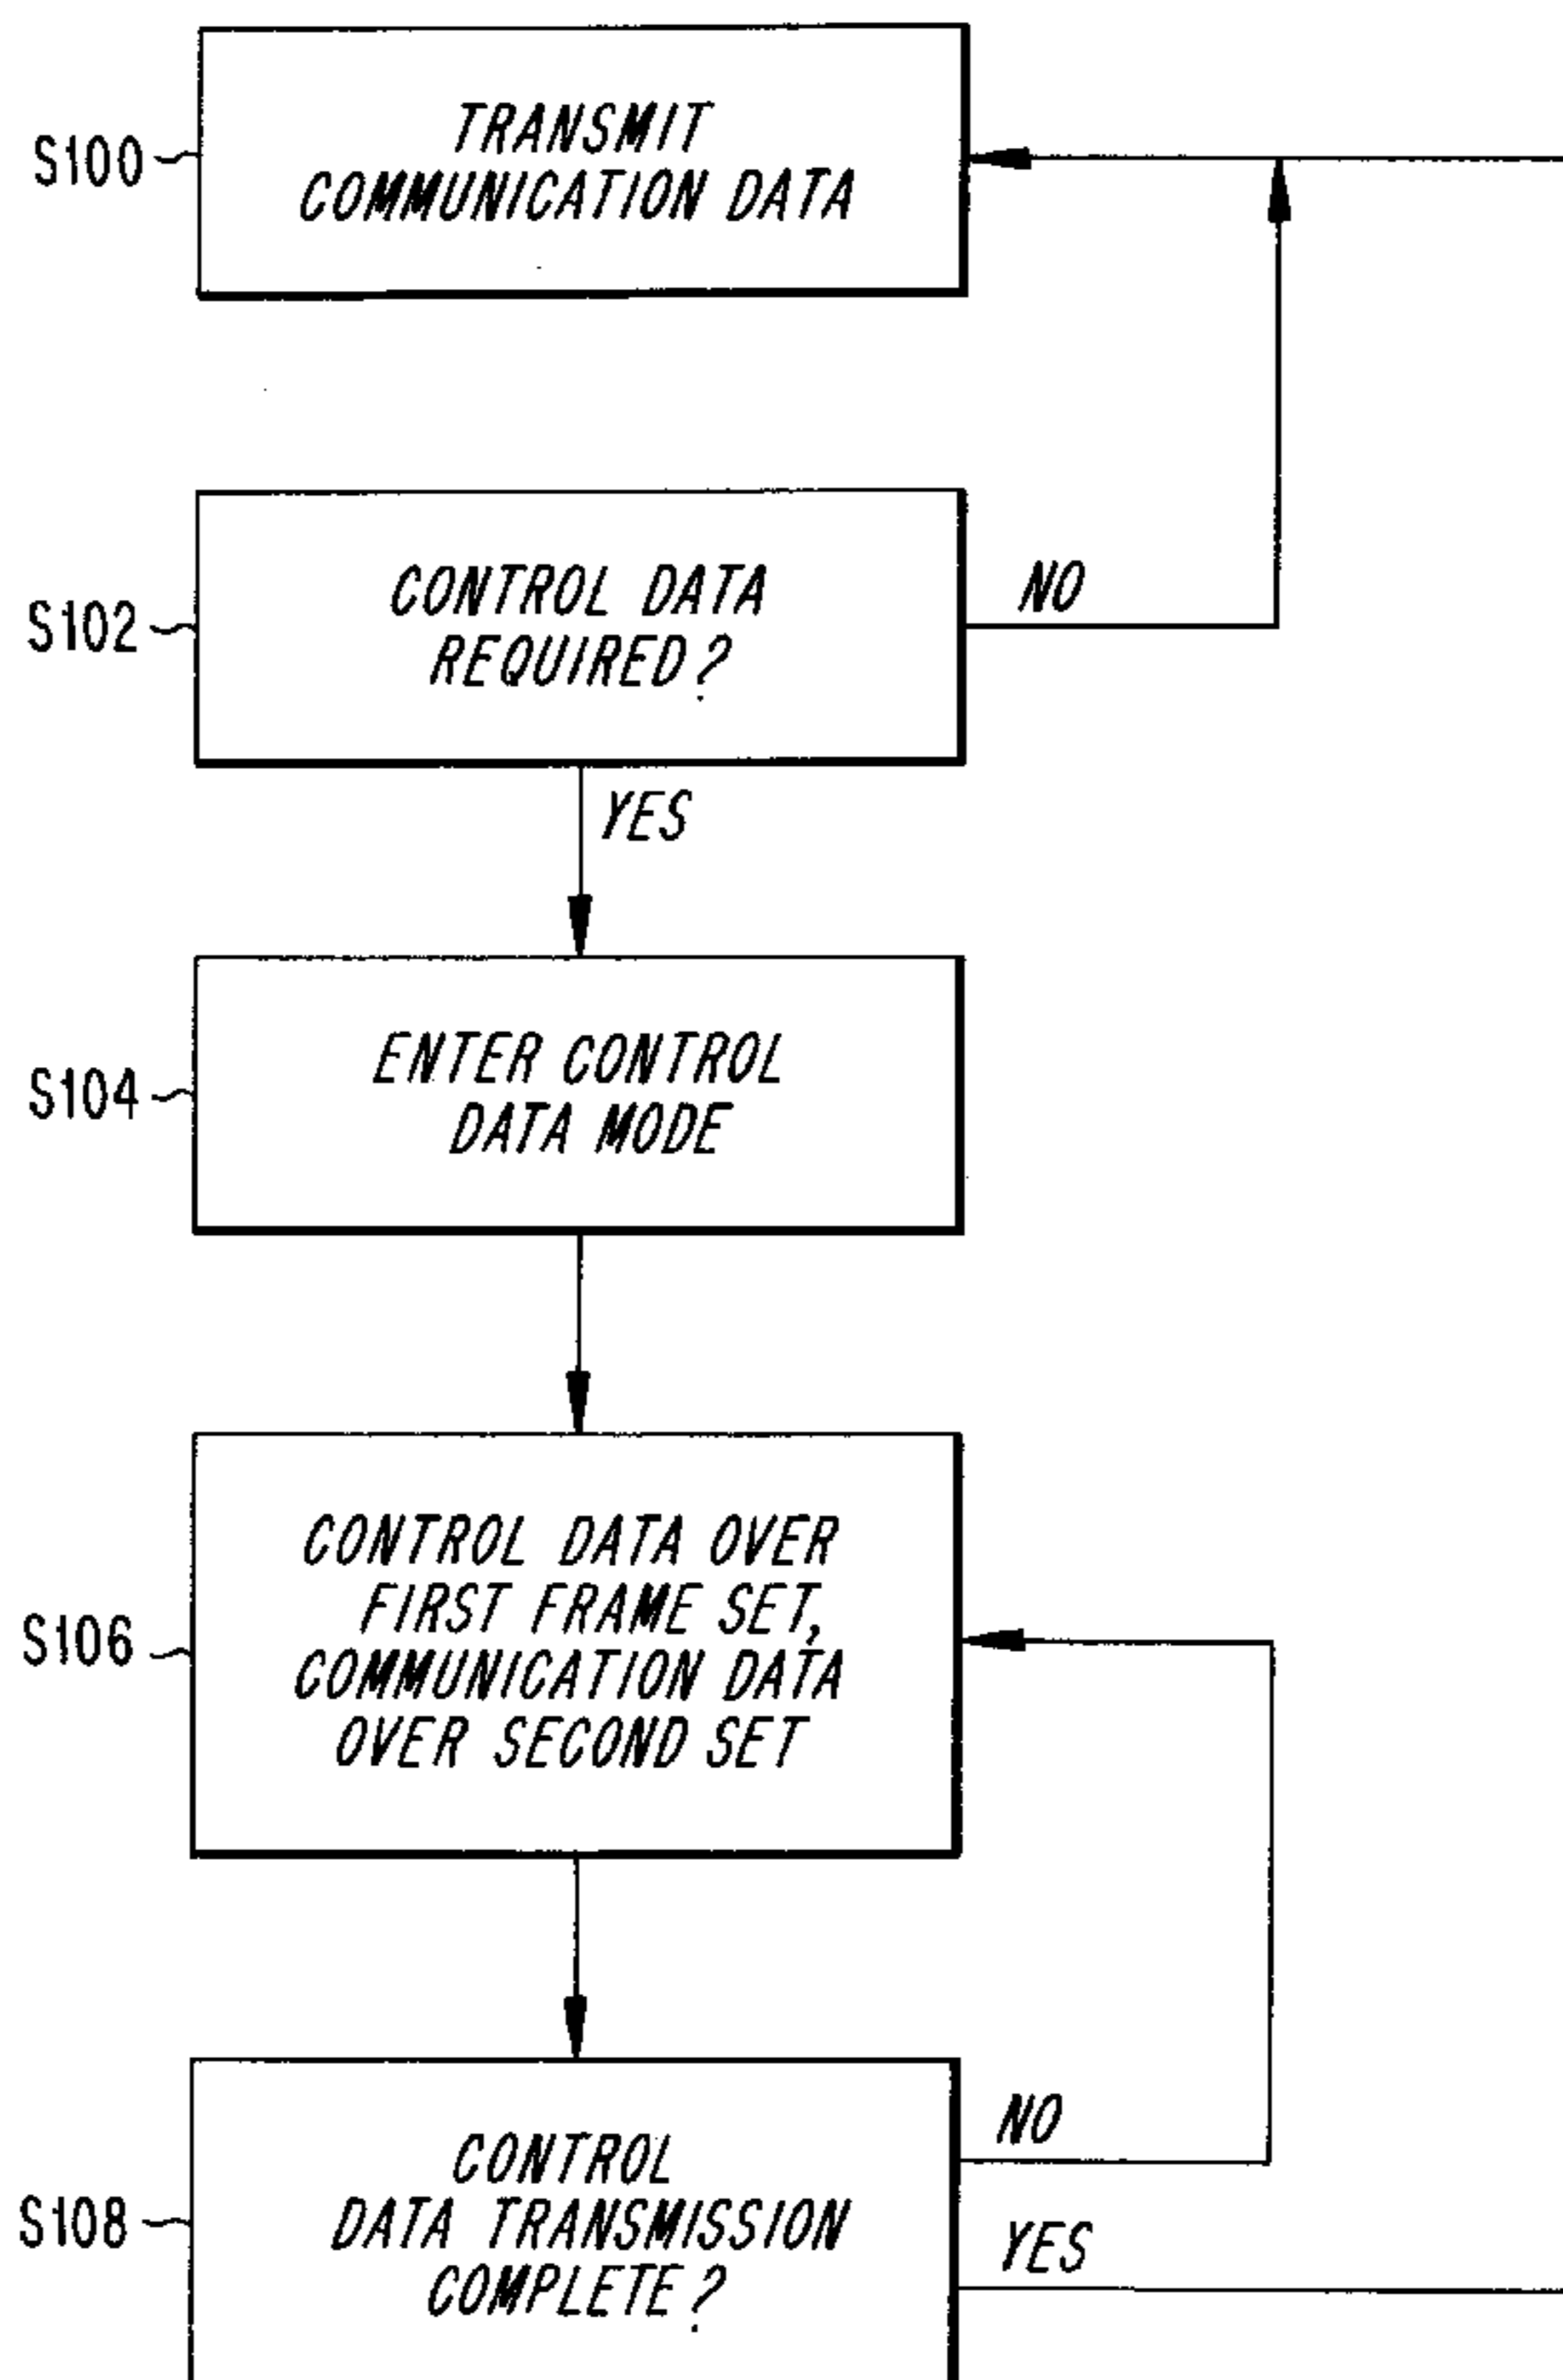 S100
TRANSMIT
COMMUNICATION DATA
S102
CONTROL DATA
REQUIRED?
NO
YES
S104
ENTER CONTROL
DATA MODE
S106
CONTROL DATA OVER
FIRST FRAME SET,
COMMUNICATION DATA
OVER SECOND SET
S108
CONTROL
DATA TRANSMISSION
COMPLETE?
NO
YES